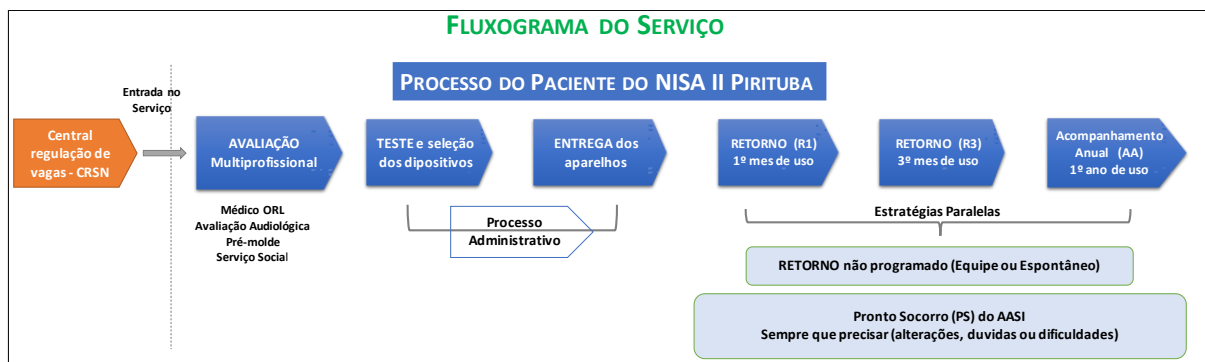 FLUXOGRAMA DO SERVIÇO
PROCESSO DO PACIENTE DO NISA II PIRITUBA
Entrada no
Serviço
Central
regulação de
vagas - CRSN
AVALIAÇÃO
Multiprofissional
TESTE e seleção
dos dipositivos
ENTREGA dos
aparelhos
RETORNO (R1)
1º mes de uso
RETORNO (R3)
3º mes de uso
Acompanhamento
Anual (AA)
1º ano de uso
Médico ORL
Avaliação Audiológica
Pré-molde
Serviço Social
Processo
Administrativo
Estratégias Paralelas
RETORNO não programado (Equipe ou Espontâneo)
Pronto Socorro (PS) do AASI
Sempre que precisar (alterações, duvidas ou dificuldades)